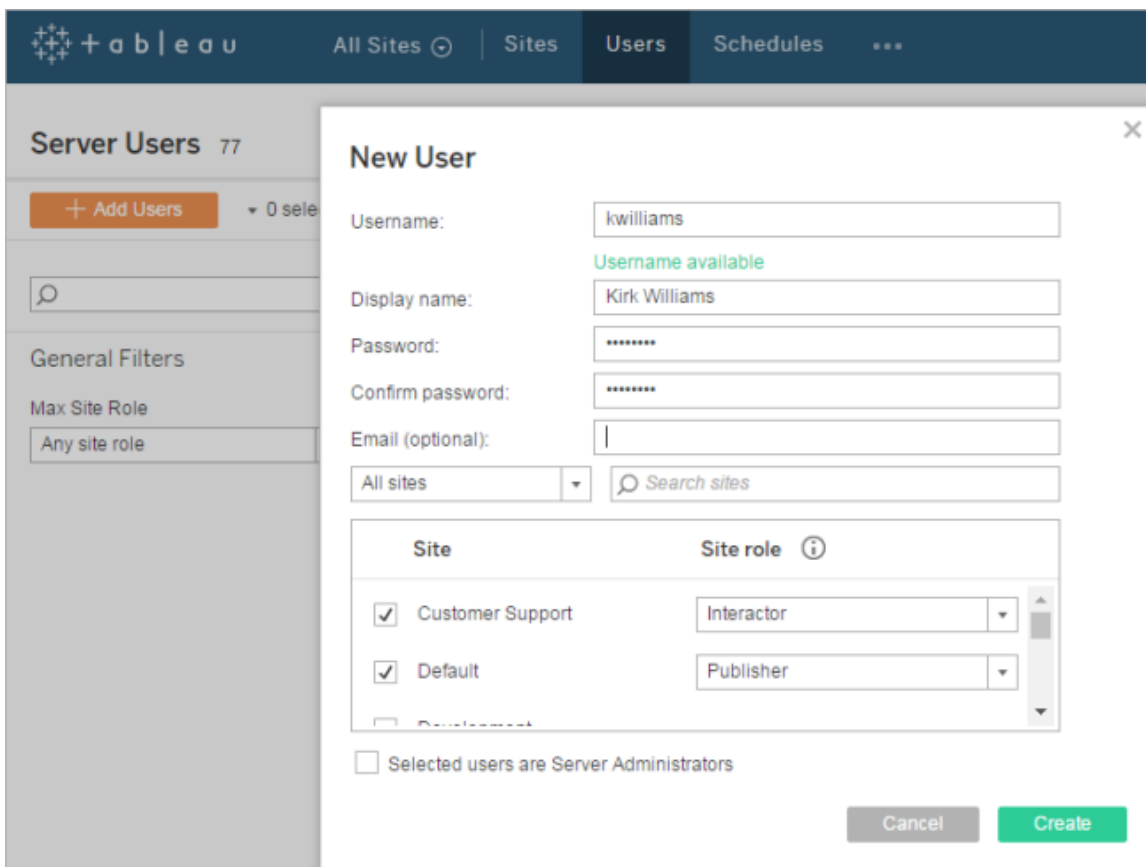 + a b l e a u All Sites Sites Users Schedules
Server Users 77
+ Add Users 0 sele
General Filters
Max Site Role
Any site role
New User
Username: kwilliams
Username available
Display name: Kirk Williams
Password: ••••••••
Confirm password: ••••••••
Email (optional):
All sites Search sites
Site Site role
Customer Support Interactor
Default Publisher
Development
Selected users are Server Administrators
Cancel Create